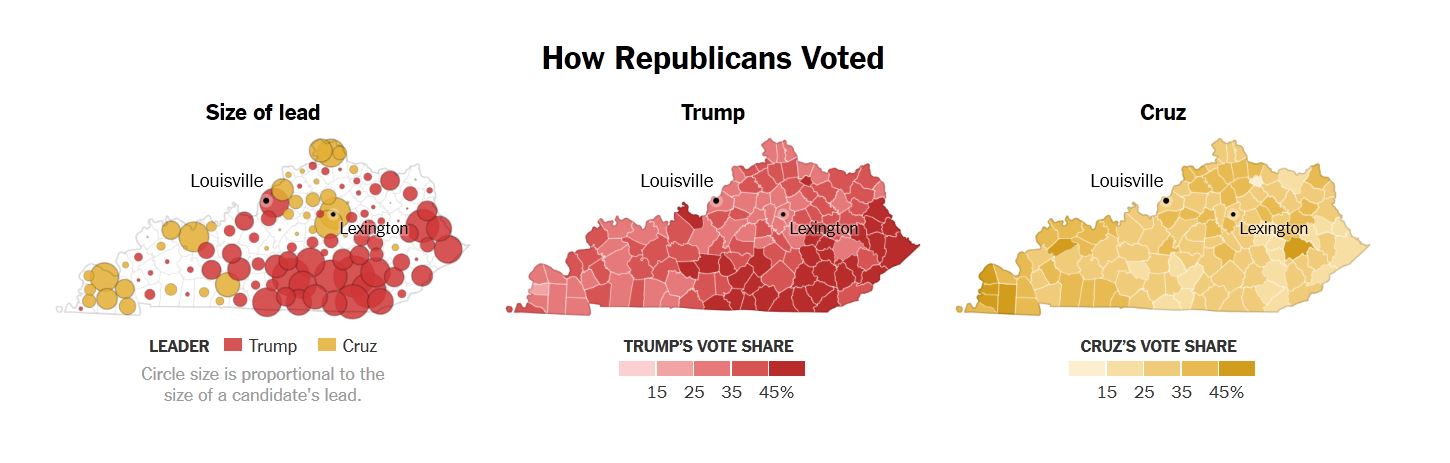 How Republicans Voted
Size of lead
Louisville
Lexington
LEADER Trump Cruz
Circle size is proportional to the
size of a candidate's lead.
Trump
Louisville
Lexington
TRUMP'S VOTE SHARE
15 25 35 45%
Cruz
Louisville
Lexington
CRUZ'S VOTE SHARE
15 25 35 45%